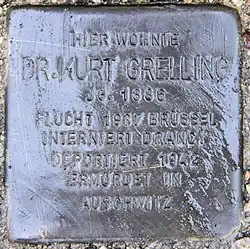 HIER WOHNTE
DR. KURT GRELLING
JG. 1886
FLUCHT 1937 BRÜSSEL
INTERNIERT DRANCY
DEPORTIERT 1942
ERMORDET IN
AUSCHWITZ